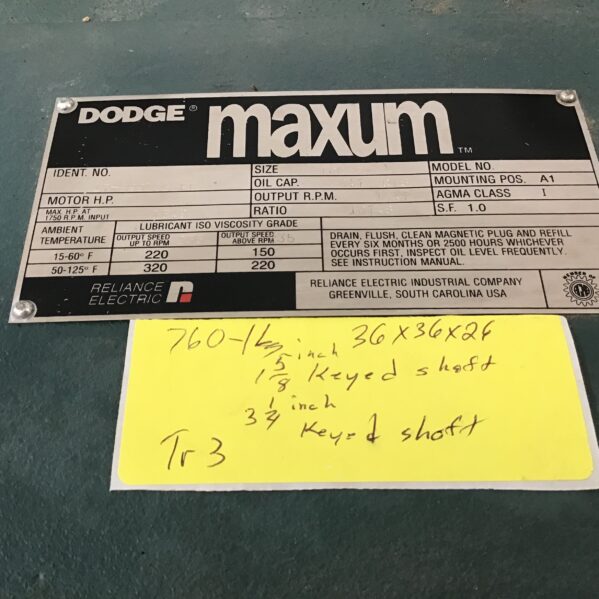 DODGE® maxum™
IDENT. NO.
SIZE
MODEL NO.
OIL CAP.
MOUNTING POS. A1
MOTOR H.P.
OUTPUT R.P.M.
AGMA CLASS I
MAX. H.P. AT
1750 R.P.M. INPUT
RATIO
S.F. 1.0
AMBIENT
TEMPERATURE
LUBRICANT ISO VISCOSITY GRADE
OUTPUT SPEED
UP TO RPM
OUTPUT SPEED
ABOVE RPM 35
15-60° F 220 150
50-125° F 320 220
DRAIN, FLUSH, CLEAN MAGNETIC PLUG AND REFILL
EVERY SIX MONTHS OR 2500 HOURS WHICHEVER
OCCURS FIRST, INSPECT OIL LEVEL FREQUENTLY.
SEE INSTRUCTION MANUAL.
RELIANCE
ELECTRIC
RELIANCE ELECTRIC INDUSTRIAL COMPANY
GREENVILLE, SOUTH CAROLINA USA
MEMBER OF
760-lbs 36x36x26
1 5/8 inch Keyed shaft
3 1/4 inch Keyed shaft
Tr3